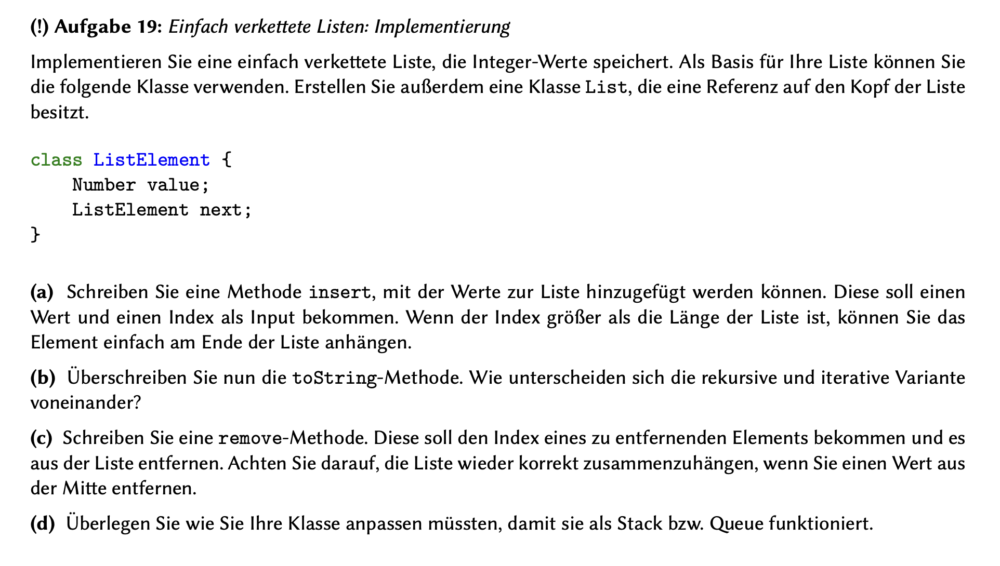 (!) Aufgabe 19: Einfach verkettete Listen: Implementierung
Implementieren Sie eine einfach verkettete Liste, die Integer-Werte speichert. Als Basis für Ihre Liste können Sie
die folgende Klasse verwenden. Erstellen Sie außerdem eine Klasse List, die eine Referenz auf den Kopf der Liste
besitzt.
class ListElement {
    Number value;
    ListElement next;
}
(a) Schreiben Sie eine Methode insert, mit der Werte zur Liste hinzugefügt werden können. Diese soll einen
Wert und einen Index als Input bekommen. Wenn der Index größer als die Länge der Liste ist, können Sie das
Element einfach am Ende der Liste anhängen.
(b) Überschreiben Sie nun die toString-Methode. Wie unterscheiden sich die rekursive und iterative Variante
voneinander?
(c) Schreiben Sie eine remove-Methode. Diese soll den Index eines zu entfernenden Elements bekommen und es
aus der Liste entfernen. Achten Sie darauf, die Liste wieder korrekt zusammenzuhängen, wenn Sie einen Wert aus
der Mitte entfernen.
(d) Überlegen Sie wie Sie Ihre Klasse anpassen müssten, damit sie als Stack bzw. Queue funktioniert.